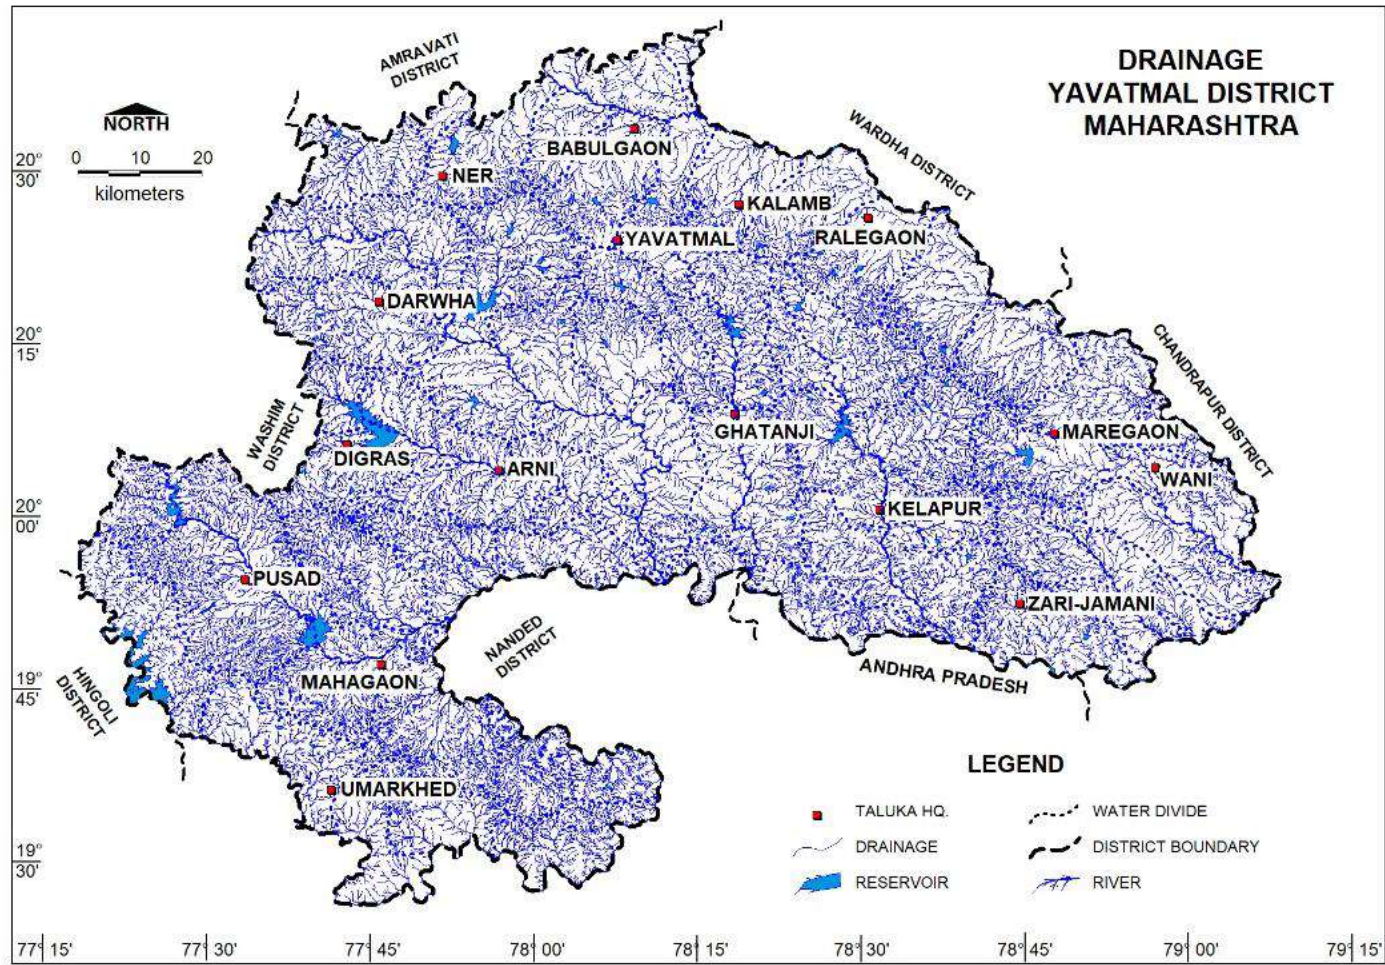 DRAINAGE
YAVATMAL DISTRICT
MAHARASHTRA
AMRAVATI
DISTRICT
NORTH
0 10 20
kilometers
WARDHA DISTRICT
CHANDRAPUR DISTRICT
WASHIM
DISTRICT
NANDED
DISTRICT
HINGOLI
DISTRICT
ANDHRA PRADESH
BABULGAON
NER
KALAMB
RALEGAON
YAVATMAL
DARWHA
GHATANJI
MAREGAON
DIGRAS
ARNI
WANI
KELAPUR
PUSAD
ZARI-JAMANI
MAHAGAON
UMARKHED
20°
30'
20°
15'
20°
00'
19°
45'
19°
30'
LEGEND
TALUKA HQ.
DRAINAGE
RESERVOIR
WATER DIVIDE
DISTRICT BOUNDARY
RIVER
77° 15'
77° 30'
77° 45'
78° 00'
78° 15'
78° 30'
78° 45'
79° 00'
79° 15'